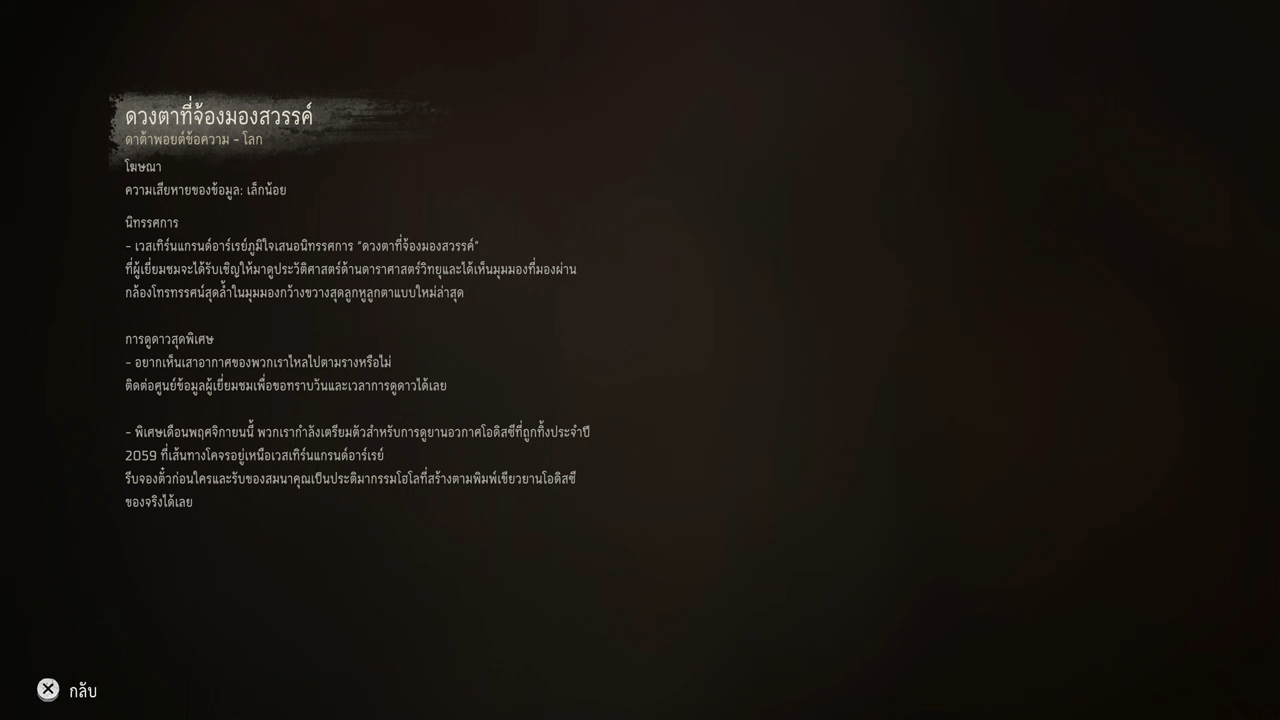 ดวงตาที่จ้องมองสวรรค์
ดาต้าพอยต์ข้อความ - โลก
โฆษณา
ความเสียหายของข้อมูล: เล็กน้อย
นิทรรศการ
- เวสเทิร์นแกรนด์อาร์เรย์ภูมิใจเสนอนิทรรศการ "ดวงตาที่จ้องมองสวรรค์"
ที่ผู้เยี่ยมชมจะได้รับเชิญให้มาดูประวัติศาสตร์ด้านดาราศาสตร์วิทยุและได้เห็นมุมมองที่มองผ่าน
กล้องโทรทรรศน์สุดล้ำในมุมมองกว้างขวางสุดลูกหูลูกตาแบบใหม่ล่าสุด
การดูดาวสุดพิเศษ
- อยากเห็นเสาอากาศของพวกเราไหลไปตามรางหรือไม่
ติดต่อศูนย์ข้อมูลผู้เยี่ยมชมเพื่อขอทราบวันและเวลาการดูดาวได้เลย
- พิเศษเดือนพฤศจิกายนนี้ พวกเรากำลังเตรียมตัวสำหรับการดูยานอวกาศโอดิสซีที่ถูกทิ้งประจำปี
2059 ที่เส้นทางโคจรอยู่เหนือเวสเทิร์นแกรนด์อาร์เรย์
รีบจองตั๋วก่อนใครและรับของสมนาคุณเป็นประติมากรรมโฮโลที่สร้างตามพิมพ์เขียวยานโอดิสซี
ของจริงได้เลย
กลับ